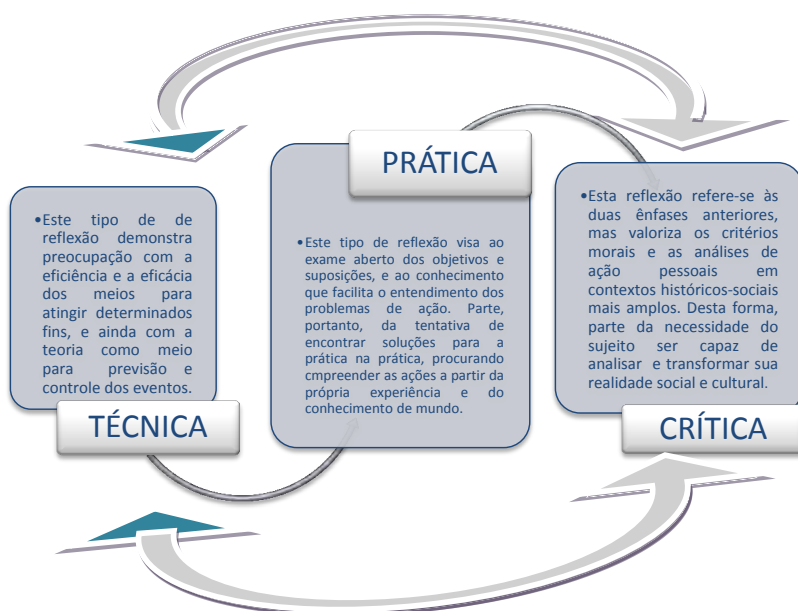 •Este tipo de de
reflexão demonstra
preocupação com a
eficiência e a eficácia
dos meios para
atingir determinados
fins, e ainda com a
teoria como meio
para previsão e
controle dos eventos.
TÉCNICA
PRÁTICA
•Este tipo de reflexão visa ao
exame aberto dos objetivos e
suposições, e ao conhecimento
que facilita o entendimento dos
problemas de ação. Parte,
portanto, da tentativa de
encontrar soluções para a
prática na prática, procurando
cmpreender as ações a partir da
própria experiência e do
conhecimento de mundo.
•Esta reflexão refere-se às
duas ênfases anteriores,
mas valoriza os critérios
morais e as análises de
ação pessoais em
contextos históricos-sociais
mais amplos. Desta forma,
parte da necessidade do
sujeito ser capaz de
analisar e transformar sua
realidade social e cultural.
CRÍTICA